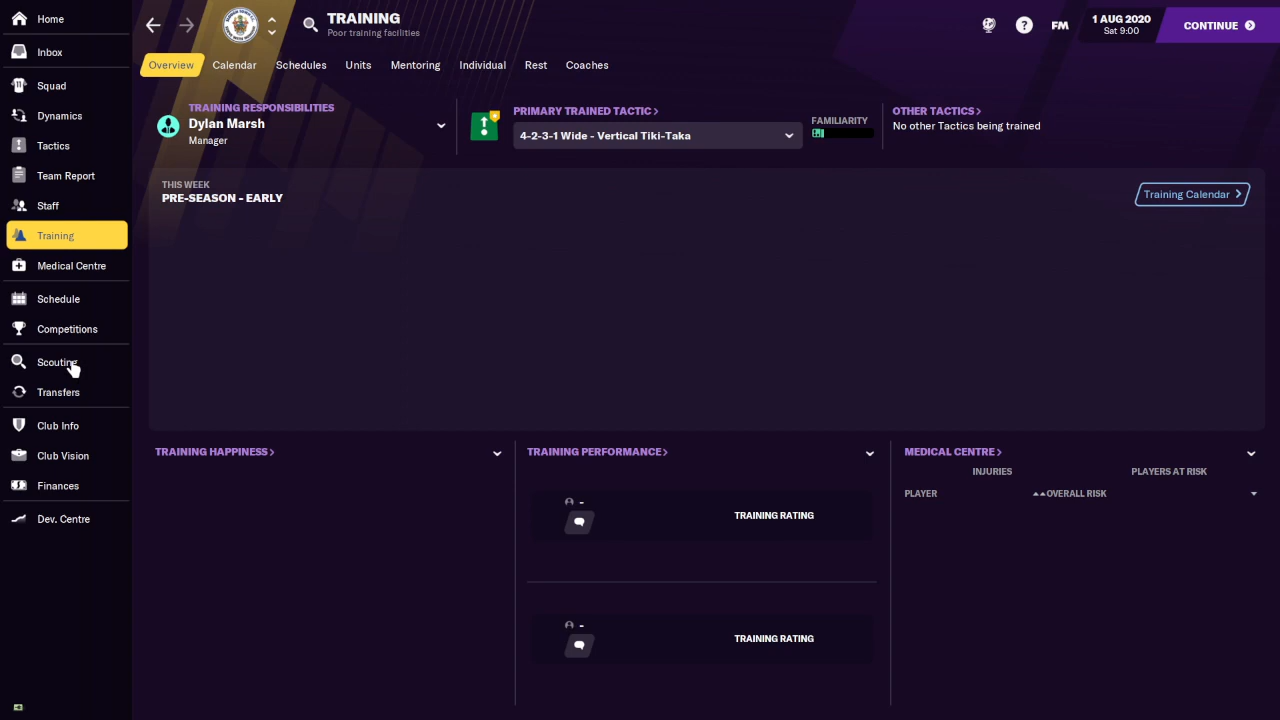 Home
Inbox
Squad
Dynamics
Tactics
Team Report
Staff
Training
Medical Centre
Schedule
Competitions
Scouting
Transfers
Club Info
Club Vision
Finances
Dev. Centre
TRAINING
Poor training facilities
FM
1 AUG 2020
Sat 9:00
CONTINUE
Overview
Calendar
Schedules
Units
Mentoring
Individual
Rest
Coaches
TRAINING RESPONSIBILITIES
Dylan Marsh
Manager
PRIMARY TRAINED TACTIC
4-2-3-1 Wide - Vertical Tiki-Taka
FAMILIARITY
OTHER TACTICS
No other Tactics being trained
THIS WEEK
PRE-SEASON - EARLY
Training Calendar
TRAINING HAPPINESS
TRAINING PERFORMANCE
-
TRAINING RATING
-
TRAINING RATING
MEDICAL CENTRE
INJURIES
PLAYERS AT RISK
PLAYER
OVERALL RISK